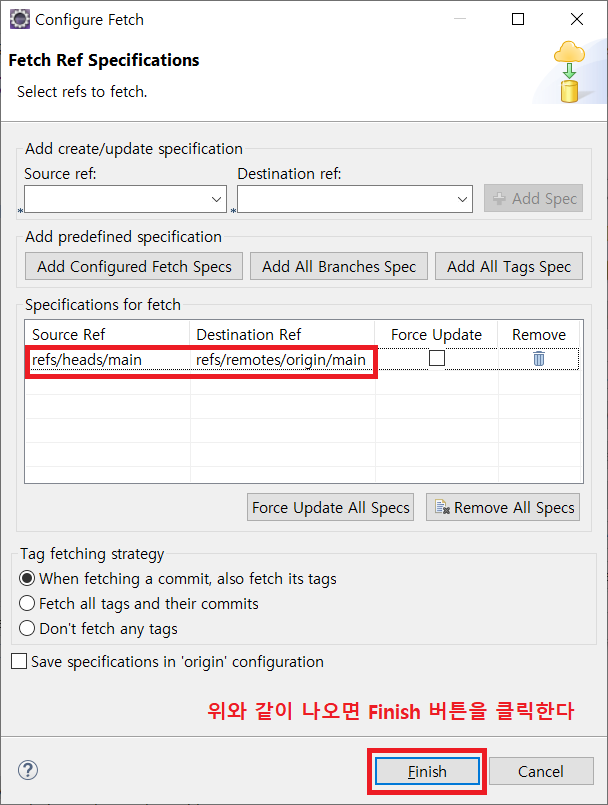 Configure Fetch
Fetch Ref Specifications
Select refs to fetch.
Add create/update specification
Source ref: Destination ref:
* * Add Spec
Add predefined specification
Add Configured Fetch Specs Add All Branches Spec Add All Tags Spec
Specifications for fetch
Source Ref Destination Ref Force Update Remove
refs/heads/main refs/remotes/origin/main
Force Update All Specs Remove All Specs
Tag fetching strategy
When fetching a commit, also fetch its tags
Fetch all tags and their commits
Don't fetch any tags
Save specifications in 'origin' configuration
위와 같이 나오면 Finish 버튼을 클릭한다
? Finish Cancel